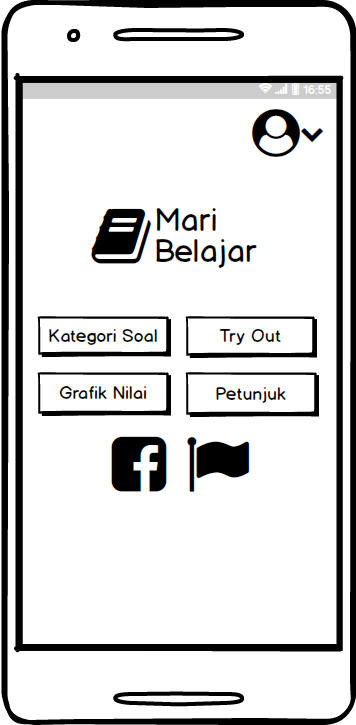 16:55
Mari
Belajar
Kategori Soal
Try Out
Grafik Nilai
Petunjuk